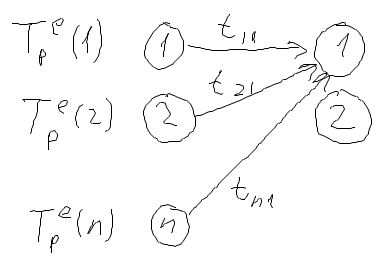 T_p^e(1) 1 t_11 1
T_p^e(2) 2 t_21 2
T_p^e(n) n t_n1